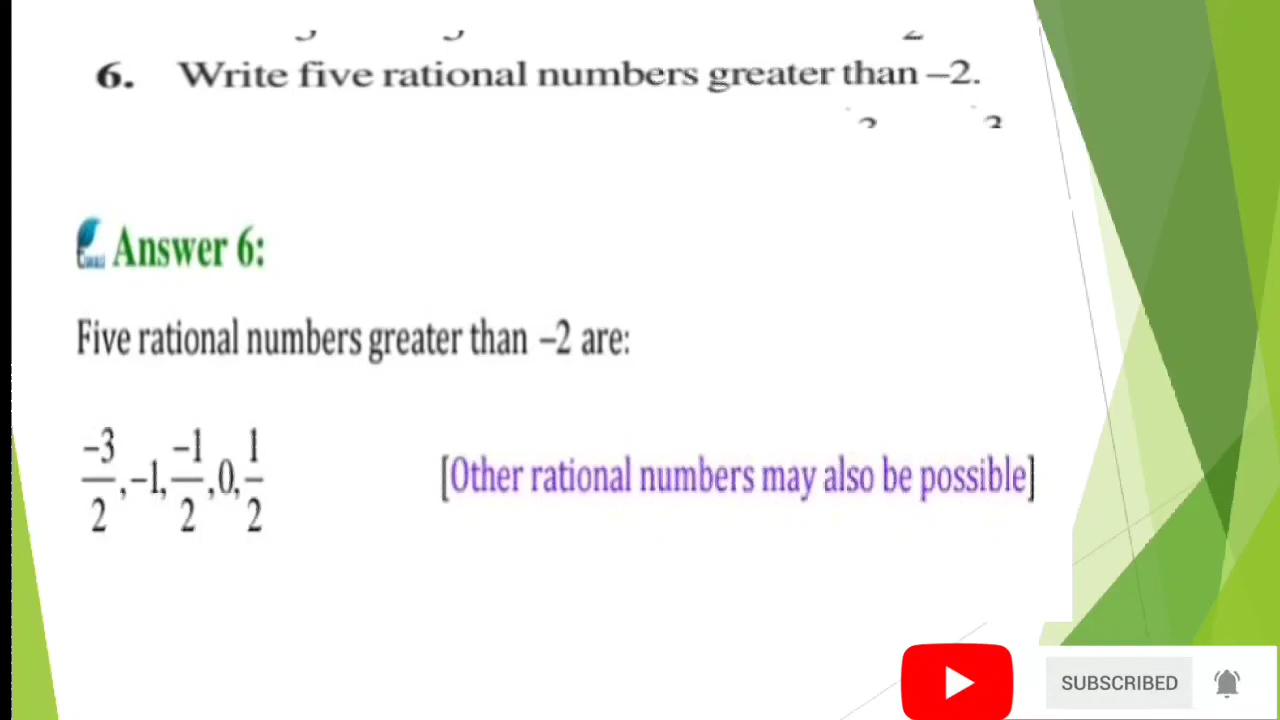 6. Write five rational numbers greater than –2.
Answer 6:
Five rational numbers greater than –2 are:
–3/2, –1, –1/2, 0, 1/2 [Other rational numbers may also be possible]
SUBSCRIBED